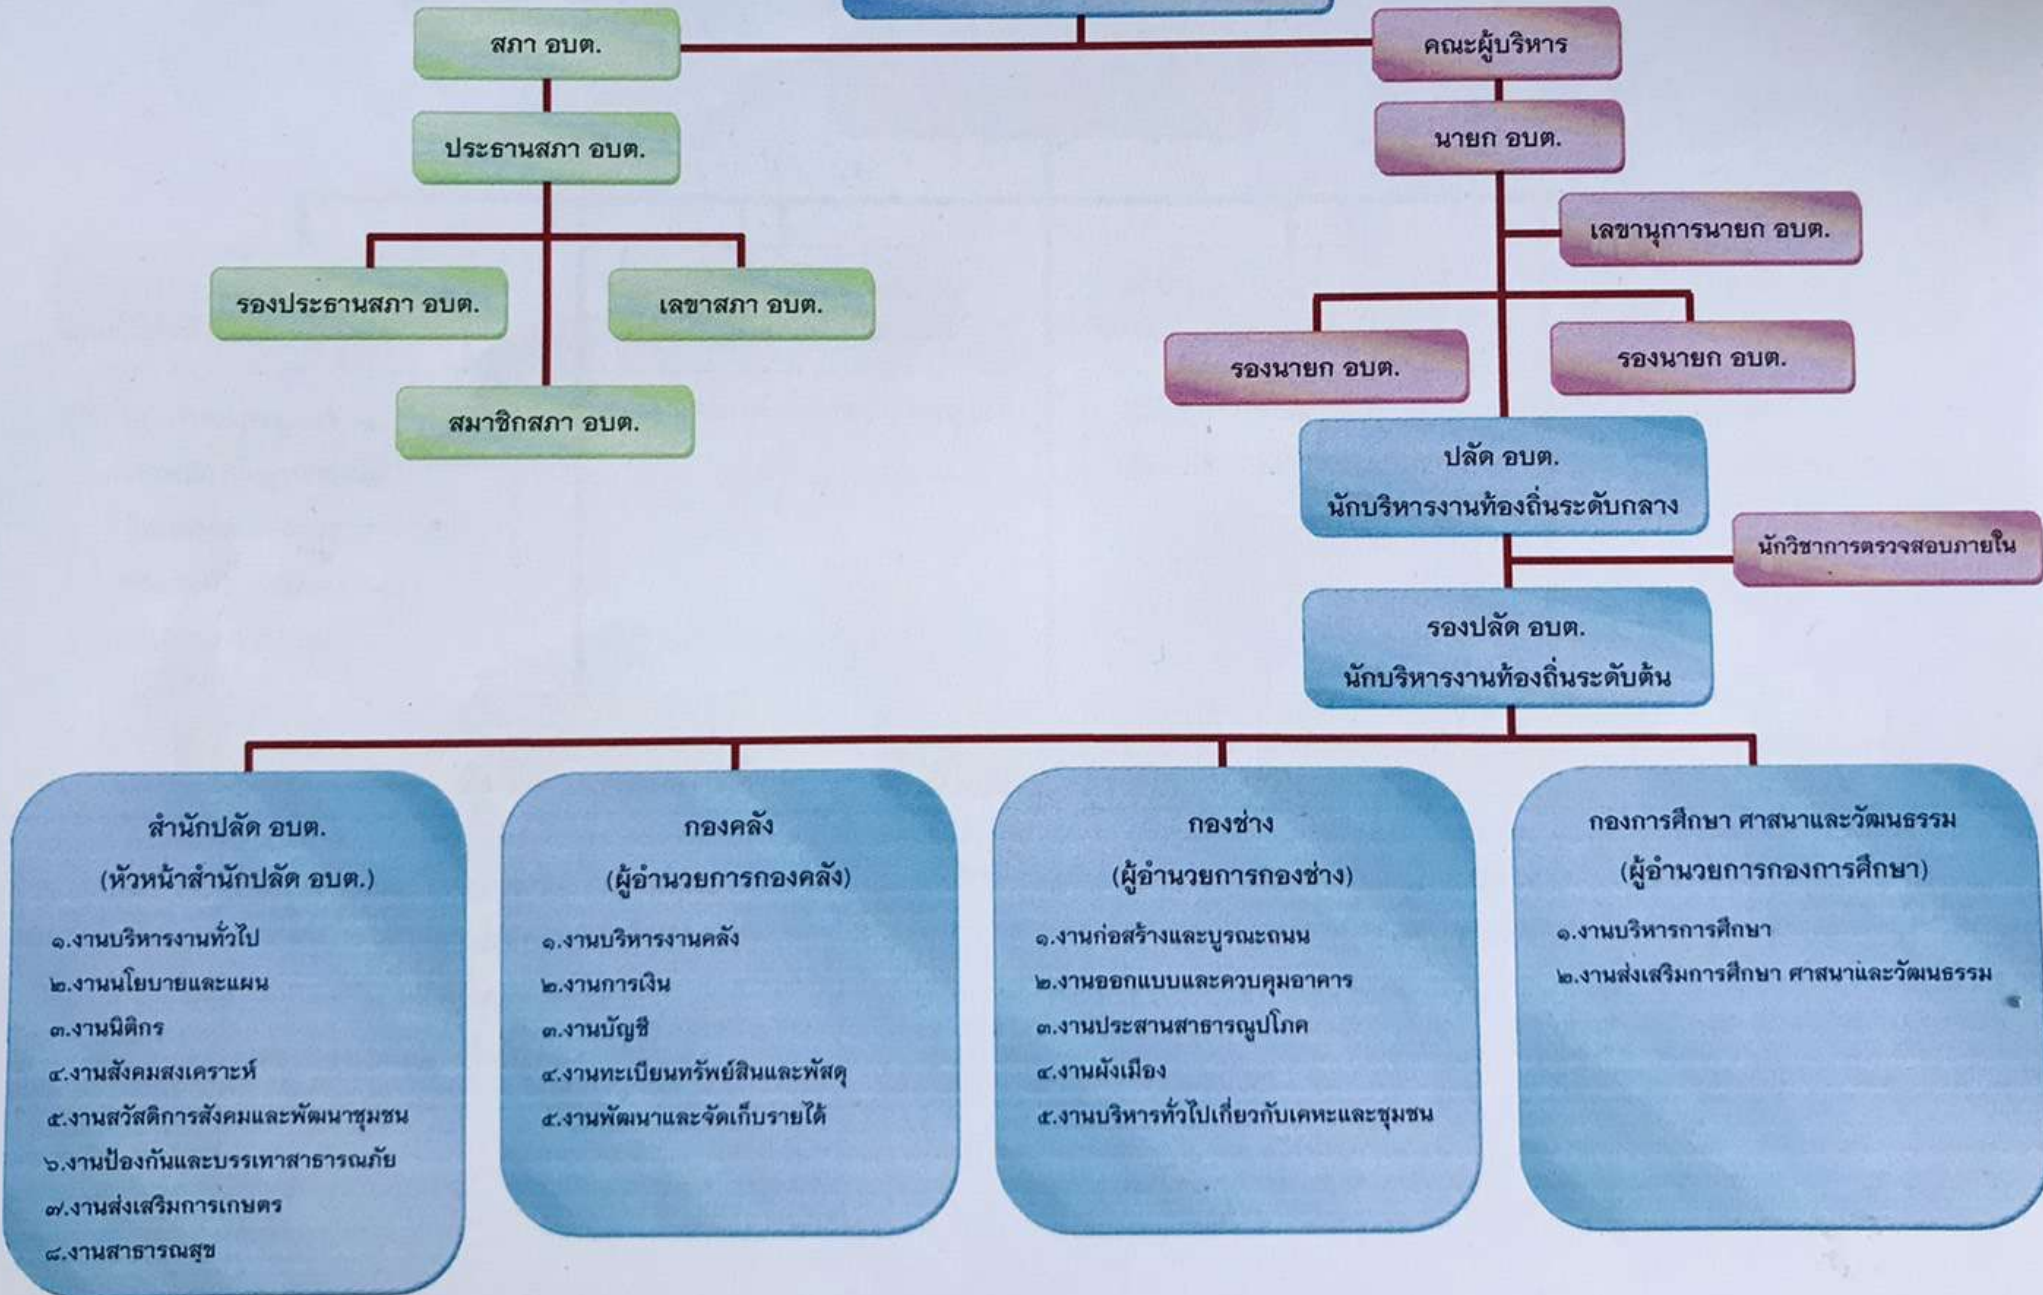 สภา อบต.
คณะผู้บริหาร
ประธานสภา อบต.
นายก อบต.
เลขานุการนายก อบต.
รองประธานสภา อบต.
เลขาสภา อบต.
รองนายก อบต.
รองนายก อบต.
สมาชิกสภา อบต.
ปลัด อบต.
นักบริหารงานท้องถิ่นระดับกลาง
นักวิชาการตรวจสอบภายใน
รองปลัด อบต.
นักบริหารงานท้องถิ่นระดับต้น
สำนักปลัด อบต.
(หัวหน้าสำนักปลัด อบต.)
๑.งานบริหารงานทั่วไป
๒.งานนโยบายและแผน
๓.งานนิติกร
๔.งานสังคมสงเคราะห์
๕.งานสวัสดิการสังคมและพัฒนาชุมชน
๖.งานป้องกันและบรรเทาสาธารณภัย
๗.งานส่งเสริมการเกษตร
๘.งานสาธารณสุข
กองคลัง
(ผู้อำนวยการกองคลัง)
๑.งานบริหารงานคลัง
๒.งานการเงิน
๓.งานบัญชี
๔.งานทะเบียนทรัพย์สินและพัสดุ
๕.งานพัฒนาและจัดเก็บรายได้
กองช่าง
(ผู้อำนวยการกองช่าง)
๑.งานก่อสร้างและบูรณะถนน
๒.งานออกแบบและควบคุมอาคาร
๓.งานประสานสาธารณูปโภค
๔.งานผังเมือง
๕.งานบริหารทั่วไปเกี่ยวกับเคหะและชุมชน
กองการศึกษา ศาสนาและวัฒนธรรม
(ผู้อำนวยการกองการศึกษา)
๑.งานบริหารการศึกษา
๒.งานส่งเสริมการศึกษา ศาสนาและวัฒนธรรม